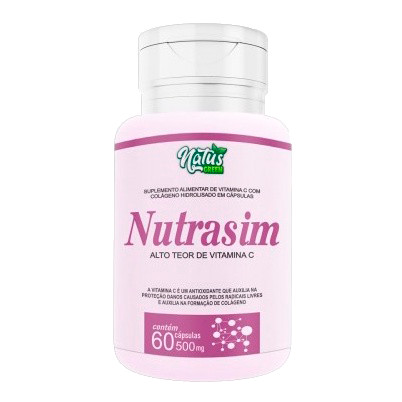 Natus
GREEN
SUPLEMENTO ALIMENTAR DE VITAMINA C COM
COLÁGENO HIDROLISADO EM CÁPSULAS
Nutrasim
ALTO TEOR DE VITAMINA C
A VITAMINA C É UM ANTIOXIDANTE QUE AUXILIA NA
PROTEÇÃO DANOS CAUSADOS PELOS RADICAIS LIVRES
E AUXILIA NA FORMAÇÃO DE COLÁGENO
contém
60 cápsulas
500mg